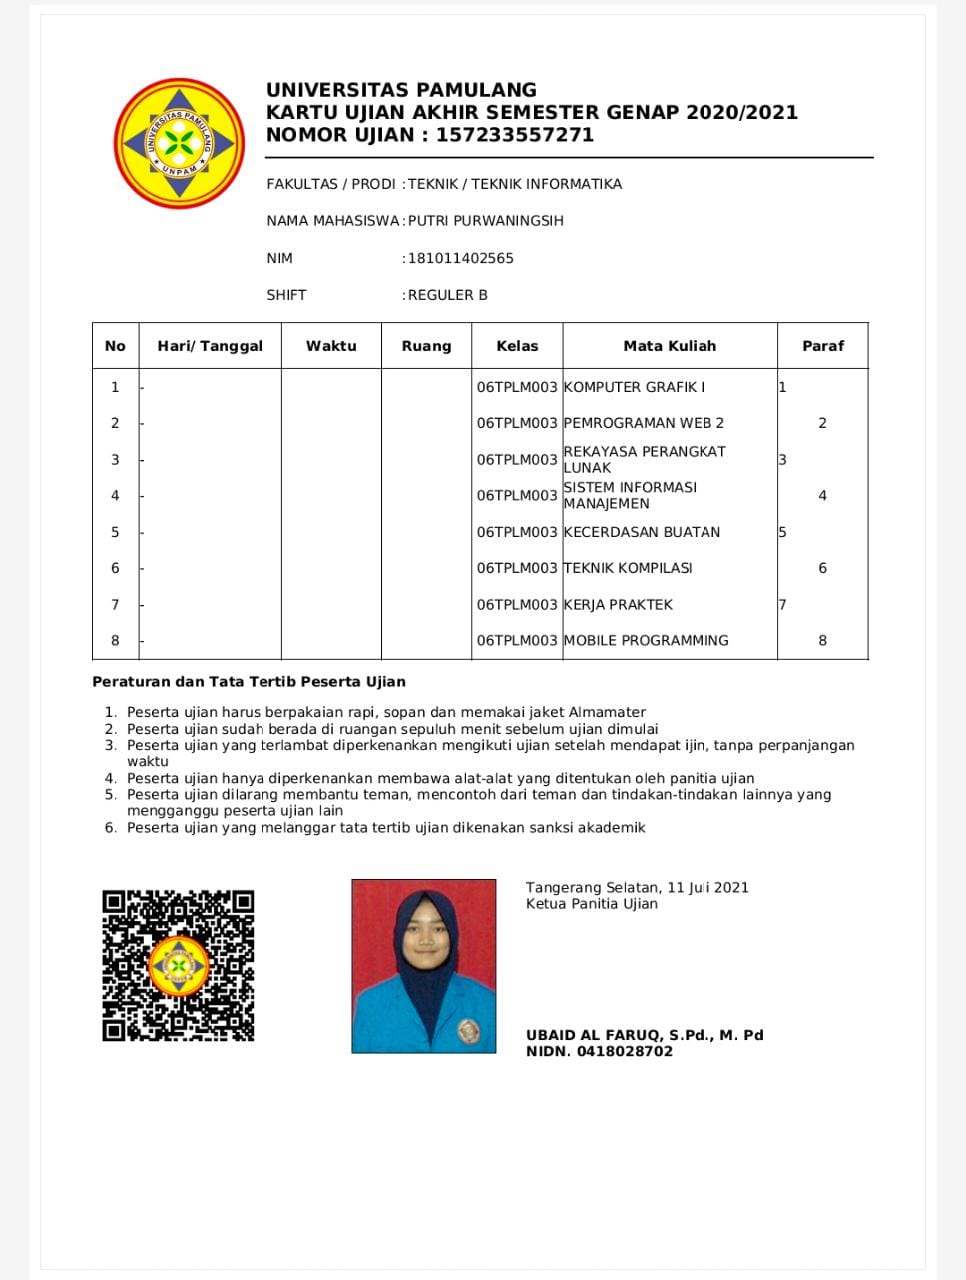 UNIVERSITAS PAMULANG
KARTU UJIAN AKHIR SEMESTER GENAP 2020/2021
NOMOR UJIAN : 157233557271
UNIVERSITAS PAMULANG
UNPAM
FAKULTAS / PRODI : TEKNIK / TEKNIK INFORMATIKA
NAMA MAHASISWA : PUTRI PURWANINGSIH
NIM : 181011402565
SHIFT : REGULER B
No Hari/ Tanggal Waktu Ruang Kelas Mata Kuliah Paraf
1 - 06TPLM003 KOMPUTER GRAFIK I 1
2 - 06TPLM003 PEMROGRAMAN WEB 2 2
3 - 06TPLM003 REKAYASA PERANGKAT LUNAK 3
4 - 06TPLM003 SISTEM INFORMASI MANAJEMEN 4
5 - 06TPLM003 KECERDASAN BUATAN 5
6 - 06TPLM003 TEKNIK KOMPILASI 6
7 - 06TPLM003 KERJA PRAKTEK 7
8 - 06TPLM003 MOBILE PROGRAMMING 8
Peraturan dan Tata Tertib Peserta Ujian
1. Peserta ujian harus berpakaian rapi, sopan dan memakai jaket Almamater
2. Peserta ujian sudah berada di ruangan sepuluh menit sebelum ujian dimulai
3. Peserta ujian yang terlambat diperkenankan mengikuti ujian setelah mendapat ijin, tanpa perpanjangan
waktu
4. Peserta ujian hanya diperkenankan membawa alat-alat yang ditentukan oleh panitia ujian
5. Peserta ujian dilarang membantu teman, mencontoh dari teman dan tindakan-tindakan lainnya yang
mengganggu peserta ujian lain
6. Peserta ujian yang melanggar tata tertib ujian dikenakan sanksi akademik
Tangerang Selatan, 11 Juli 2021
Ketua Panitia Ujian
UBAID AL FARUQ, S.Pd., M. Pd
NIDN. 0418028702